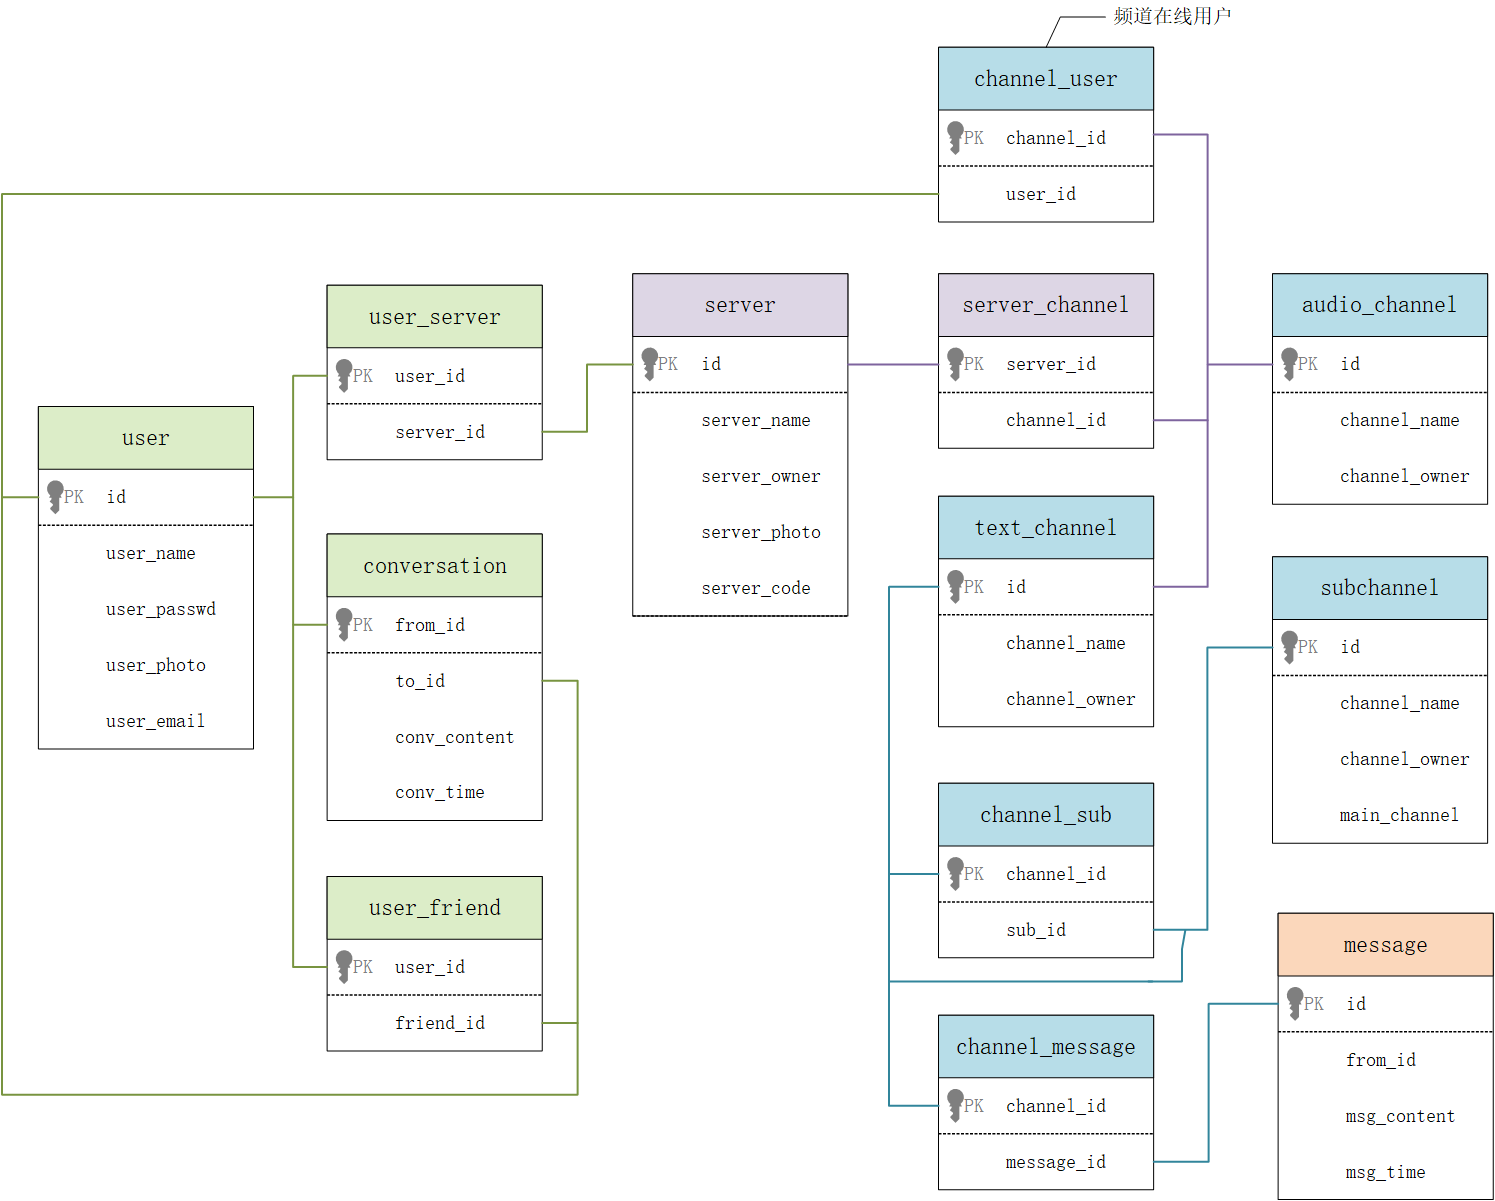 频道在线用户
channel_user
PK channel_id
user_id
user_server
PK user_id
server_id
server
PK id
server_name
server_owner
server_photo
server_code
server_channel
PK server_id
channel_id
audio_channel
PK id
channel_name
channel_owner
user
PK id
user_name
user_passwd
user_photo
user_email
conversation
PK from_id
to_id
conv_content
conv_time
text_channel
PK id
channel_name
channel_owner
subchannel
PK id
channel_name
channel_owner
main_channel
user_friend
PK user_id
friend_id
channel_sub
PK channel_id
sub_id
message
PK id
from_id
msg_content
msg_time
channel_message
PK channel_id
message_id